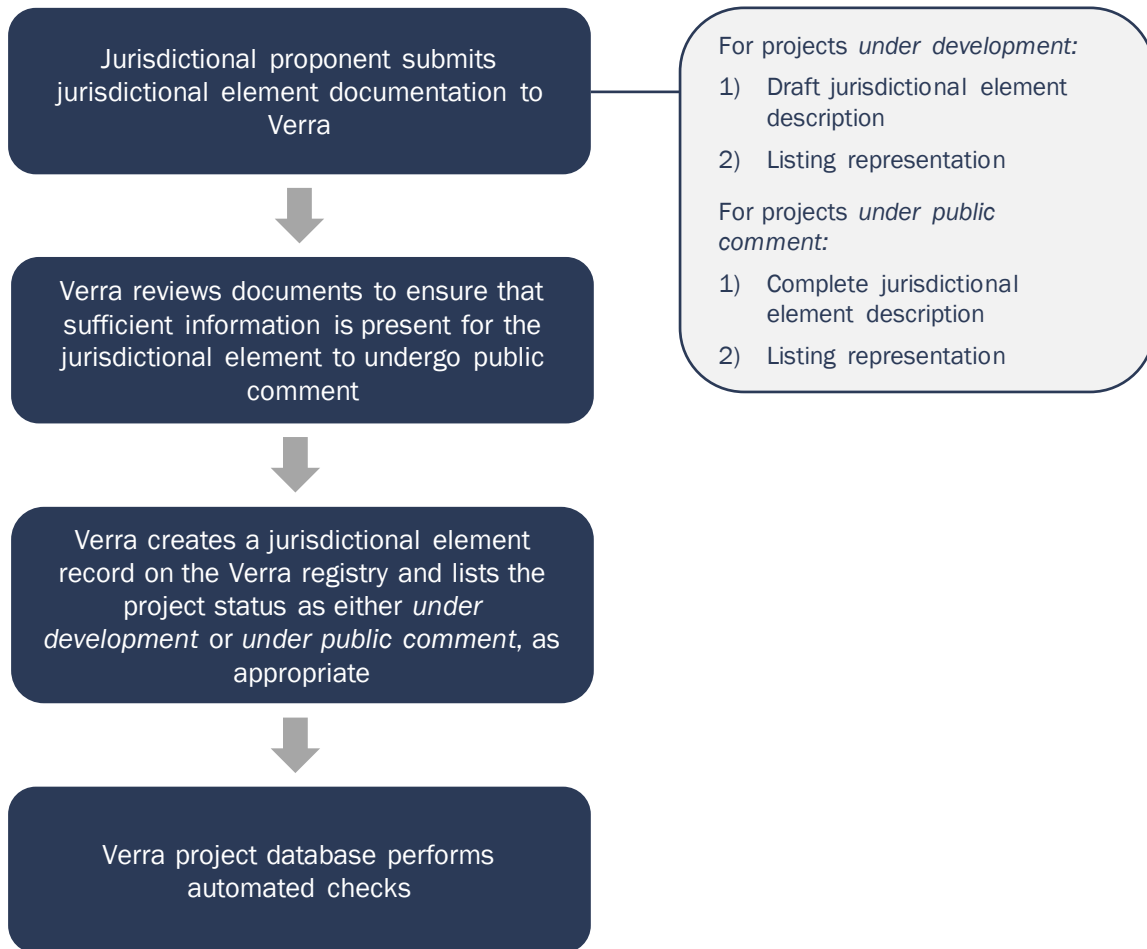 Jurisdictional proponent submits
jurisdictional element documentation to
Verra
For projects under development:
1) Draft jurisdictional element
description
2) Listing representation
For projects under public
comment:
1) Complete jurisdictional
element description
2) Listing representation
Verra reviews documents to ensure that
sufficient information is present for the
jurisdictional element to undergo public
comment
Verra creates a jurisdictional element
record on the Verra registry and lists the
project status as either under
development or under public comment, as
appropriate
Verra project database performs
automated checks